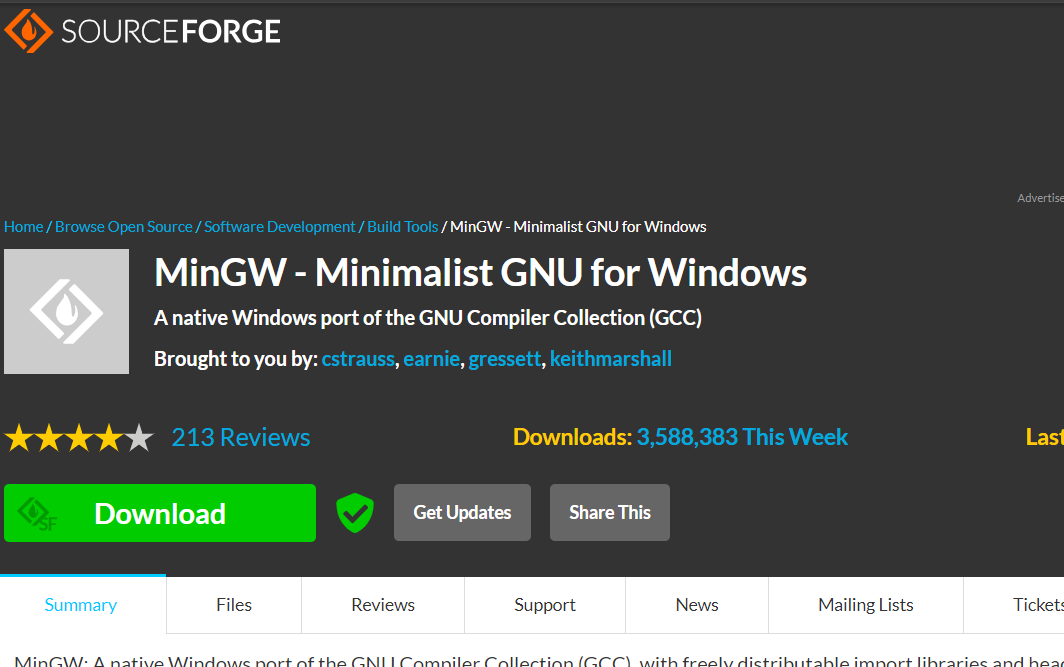 SOURCEFORGE
Advertise
Home / Browse Open Source / Software Development / Build Tools / MinGW - Minimalist GNU for Windows
MinGW - Minimalist GNU for Windows
A native Windows port of the GNU Compiler Collection (GCC)
Brought to you by: cstrauss, earnie, gressett, keithmarshall
213 Reviews Downloads: 3,588,383 This Week Last
SF Download Get Updates Share This
Summary Files Reviews Support News Mailing Lists Tickets
MinGW: A native Windows port of the GNU Compiler Collection (GCC), with freely distributable import libraries and head